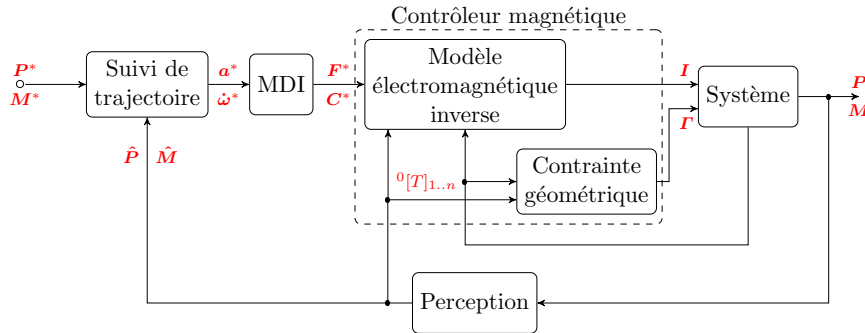 Contrôleur magnétique
P*
M*
Suivi de
trajectoire
a*
ω̇*
MDI
F*
C*
Modèle
électromagnétique
inverse
I
Γ
Système
P
M
P̂ M̂
⁰[T]₁..ₙ
Contrainte
géométrique
Perception